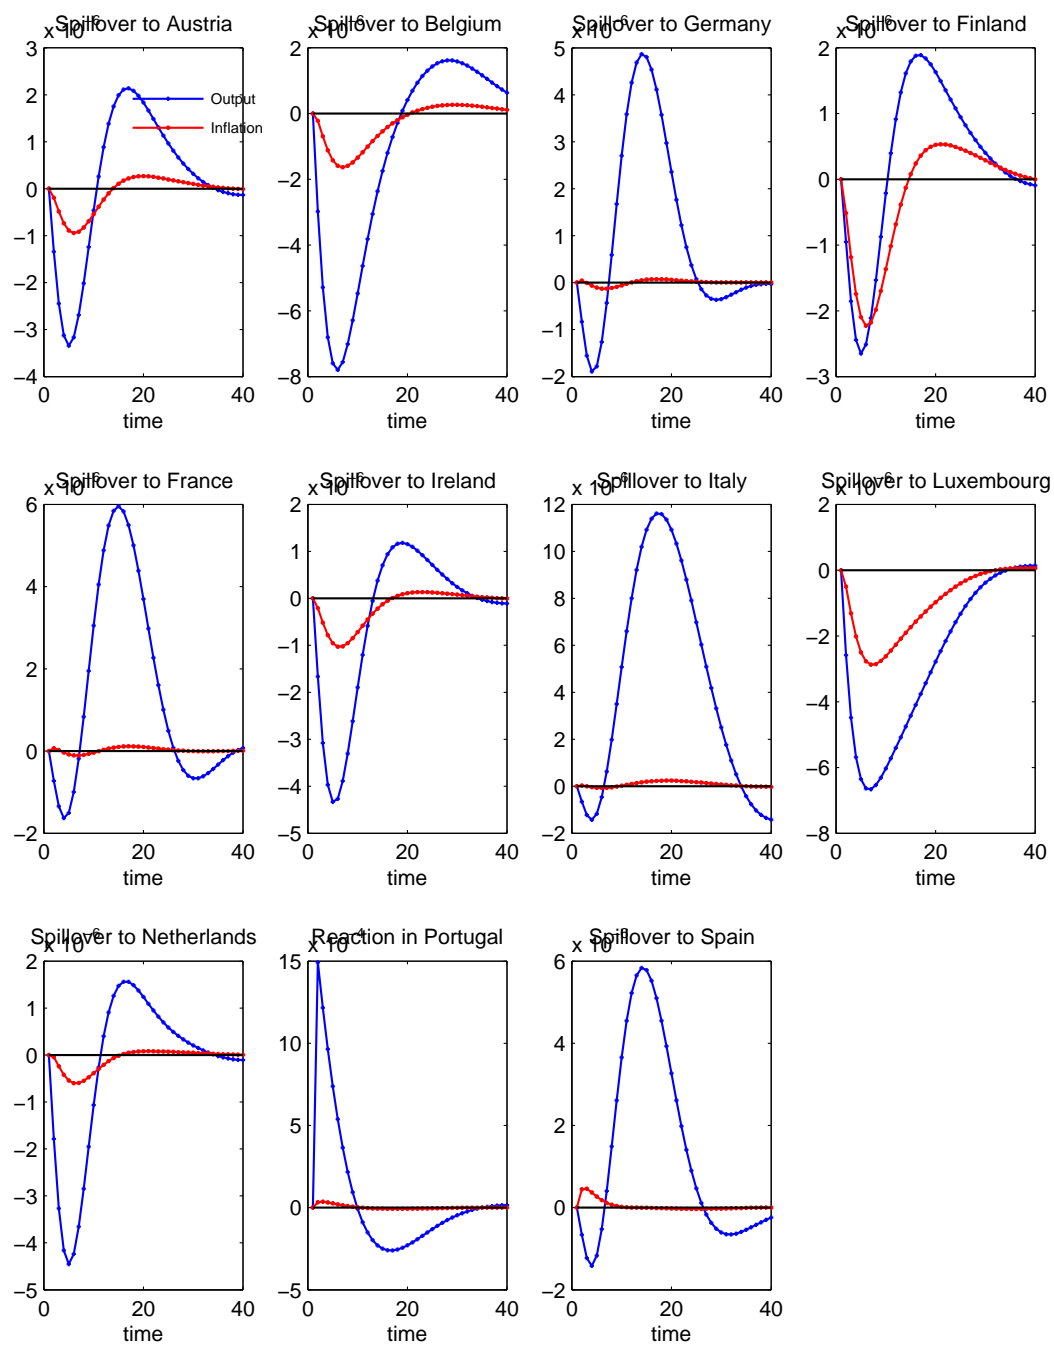 Spillover to Austria
x 10−6
3
2
1
0
−1
−2
−3
−4
0 20 40
time
Output
Inflation
Spillover to Belgium
x 10−6
2
0
−2
−4
−6
−8
0 20 40
time
Spillover to Germany
x 10−6
5
4
3
2
1
0
−1
−2
0 20 40
time
Spillover to Finland
x 10−6
2
1
0
−1
−2
−3
0 20 40
time
Spillover to France
x 10−6
6
4
2
0
−2
0 20 40
time
Spillover to Ireland
x 10−6
2
1
0
−1
−2
−3
−4
−5
0 20 40
time
Spillover to Italy
x 10−6
12
10
8
6
4
2
0
−2
0 20 40
time
Spillover to Luxembourg
x 10−6
2
0
−2
−4
−6
−8
0 20 40
time
Spillover to Netherlands
x 10−6
2
1
0
−1
−2
−3
−4
−5
0 20 40
time
Reaction in Portugal
x 10−4
15
10
5
0
−5
0 20 40
time
Spillover to Spain
6
4
2
0
−2
0 20 40
time